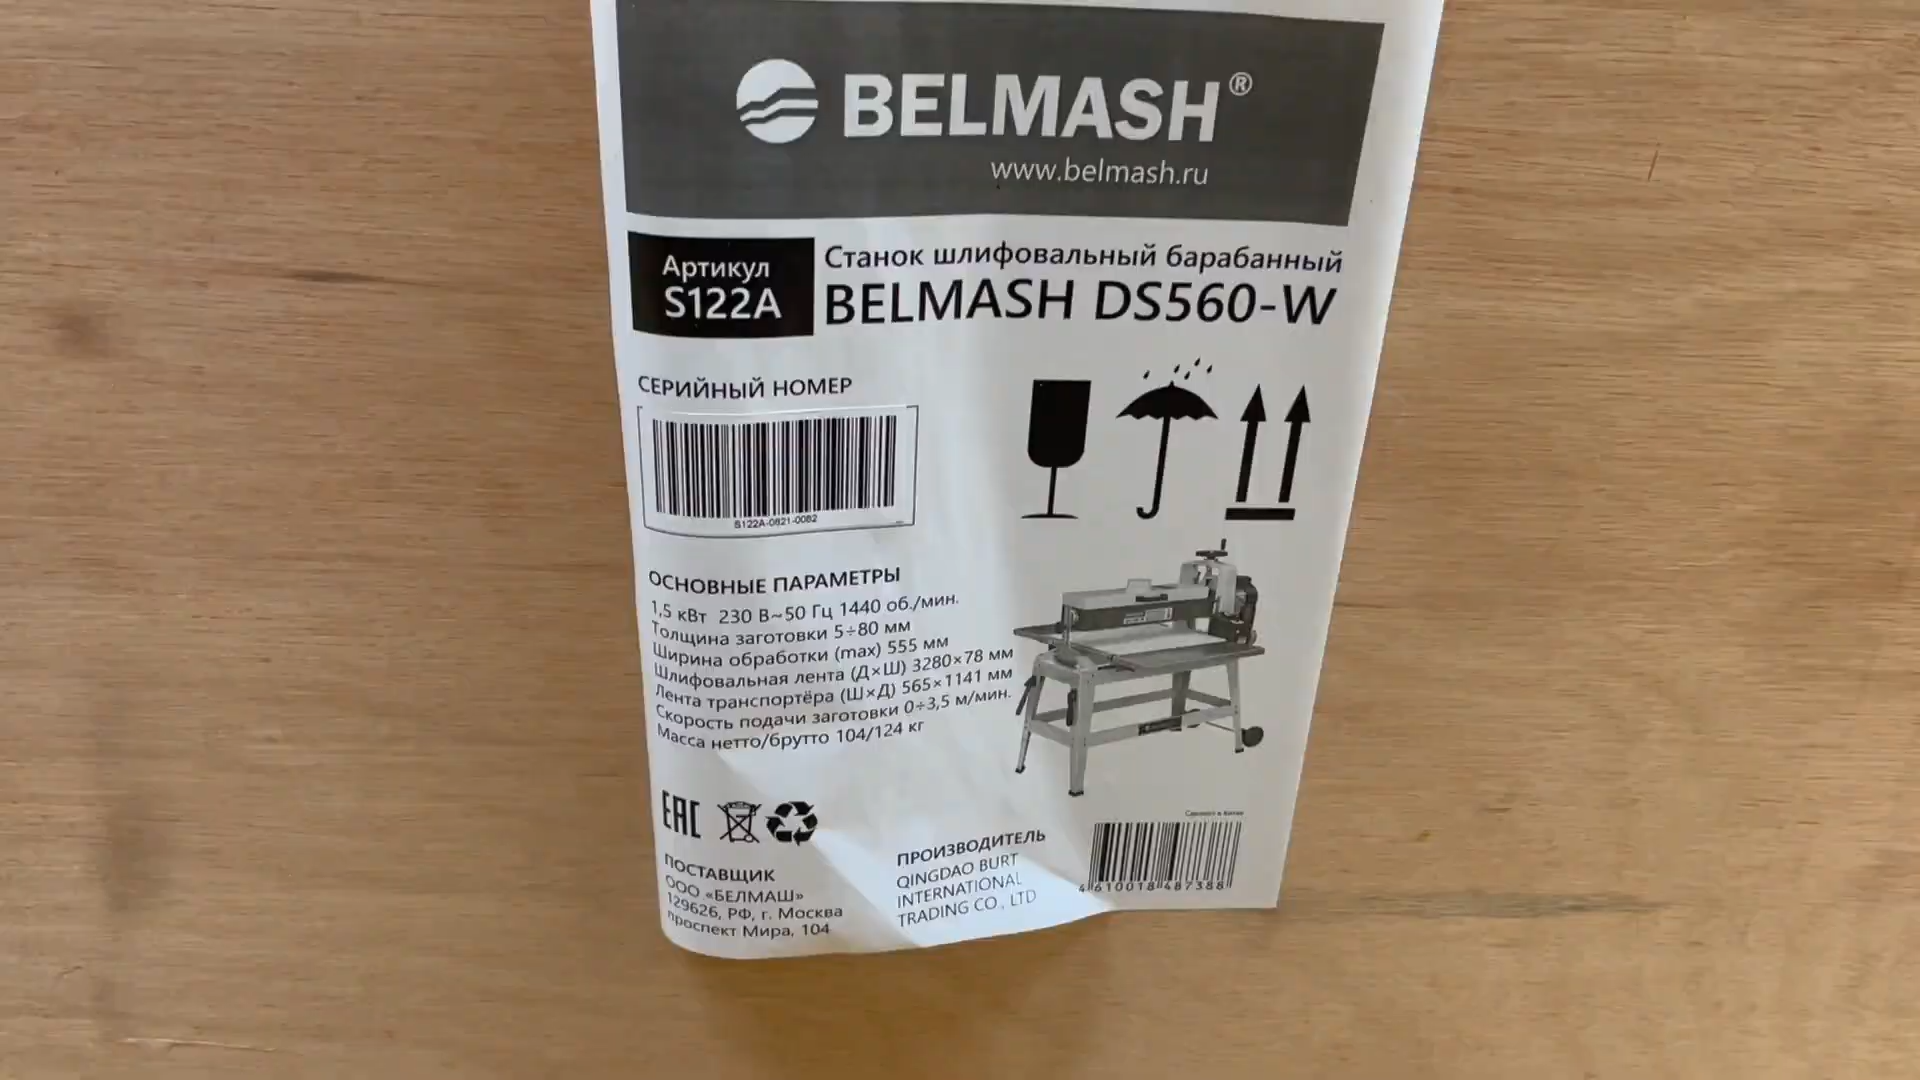 BELMASH®
www.belmash.ru
Артикул
S122A
Станок шлифовальный барабанный
BELMASH DS560-W
СЕРИЙНЫЙ НОМЕР
S122A-0821-0082
ОСНОВНЫЕ ПАРАМЕТРЫ
1,5 кВт 230 В~50 Гц 1440 об./мин.
Толщина заготовки 5÷80 мм
Ширина обработки (max) 555 мм
Шлифовальная лента (Д×Ш) 3280×78 мм
Лента транспортёра (Ш×Д) 565×1141 мм
Скорость подачи заготовки 0÷3,5 м/мин.
Масса нетто/брутто 104/124 кг
EAC
ПОСТАВЩИК
ООО «БЕЛМАШ»
129626, РФ, г. Москва
проспект Мира, 104
ПРОИЗВОДИТЕЛЬ
QINGDAO BURT
INTERNATIONAL
TRADING CO., LTD
Сделано в Китае
4610018487388